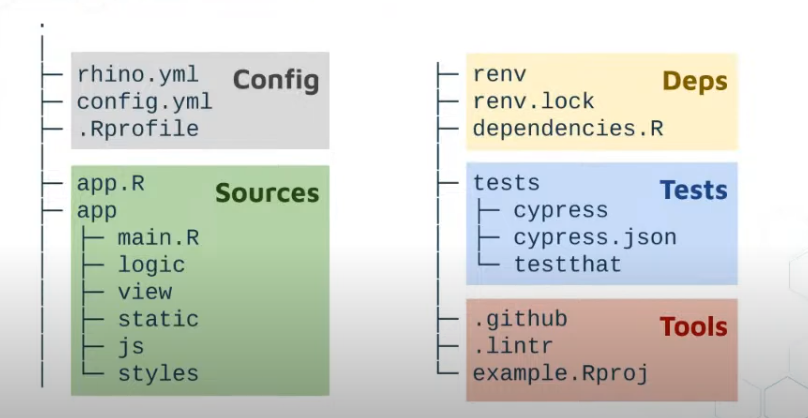 .
├─ rhino.yml
Config
├─ config.yml
├─ .Rprofile
├─ app.R
Sources
├─ app
├─ main.R
├─ logic
├─ view
├─ static
├─ js
└─ styles
├─ renv
Deps
├─ renv.lock
├─ dependencies.R
├─ tests
Tests
├─ cypress
├─ cypress.json
└─ testthat
├─ .github
Tools
├─ .lintr
└─ example.Rproj